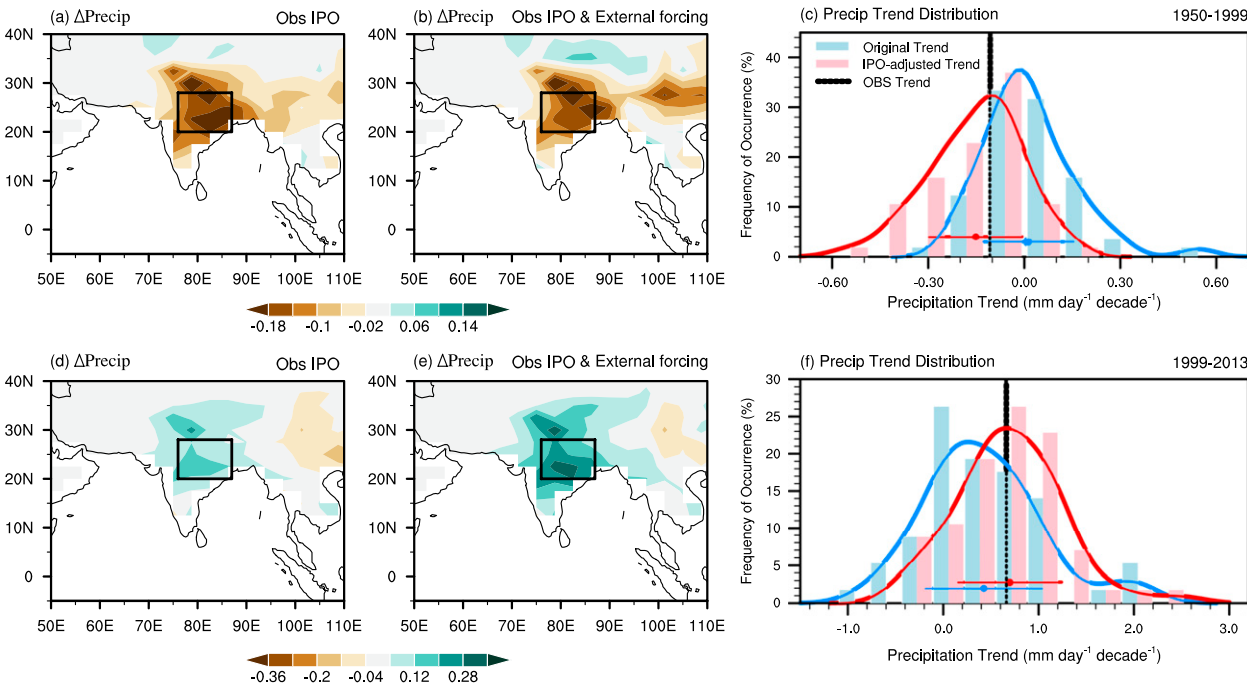 (a) ΔPrecip Obs IPO
40N
30N
20N
10N
0
50E 60E 70E 80E 90E 100E 110E
(b) ΔPrecip Obs IPO & External forcing
40N
30N
20N
10N
0
50E 60E 70E 80E 90E 100E 110E
-0.18 -0.1 -0.02 0.06 0.14
(c) Precip Trend Distribution 1950-1999
Original Trend
IPO-adjusted Trend
OBS Trend
Frequency of Occurrence (%)
40
30
20
10
0
-0.60 -0.30 0.00 0.30 0.60
Precipitation Trend (mm day⁻¹ decade⁻¹)
(d) ΔPrecip Obs IPO
40N
30N
20N
10N
0
50E 60E 70E 80E 90E 100E 110E
(e) ΔPrecip Obs IPO & External forcing
40N
30N
20N
10N
0
50E 60E 70E 80E 90E 100E 110E
-0.36 -0.2 -0.04 0.12 0.28
(f) Precip Trend Distribution 1999-2013
Frequency of Occurrence (%)
30
25
20
15
10
5
0
-1.0 0.0 1.0 2.0 3.0
Precipitation Trend (mm day⁻¹ decade⁻¹)